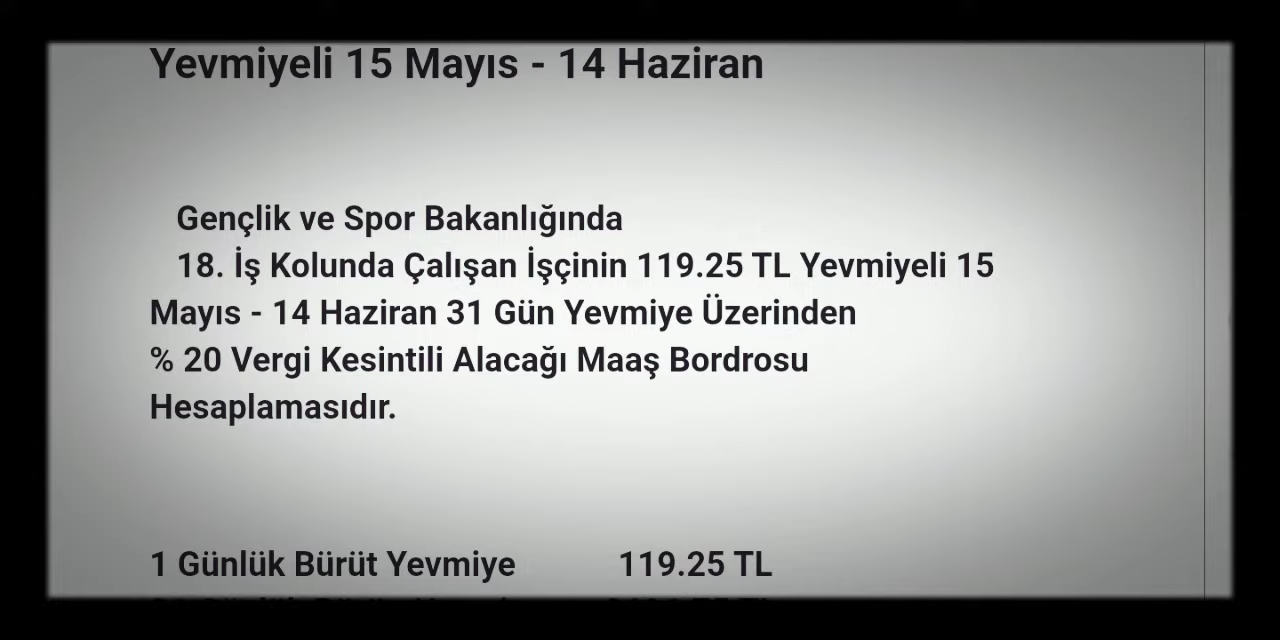 Yevmiyeli 15 Mayıs - 14 Haziran
Gençlik ve Spor Bakanlığında
18. İş Kolunda Çalışan İşçinin 119.25 TL Yevmiyeli 15
Mayıs - 14 Haziran 31 Gün Yevmiye Üzerinden
% 20 Vergi Kesintili Alacağı Maaş Bordrosu
Hesaplamasıdır.
1 Günlük Bürüt Yevmiye 119.25 TL